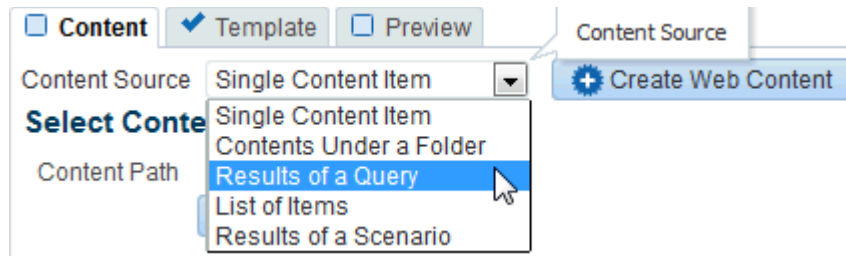 Content Template Preview Content Source
Content Source Single Content Item Create Web Content
Single Content Item
Select Conte
Contents Under a Folder
Content Path Results of a Query
List of Items
Results of a Scenario